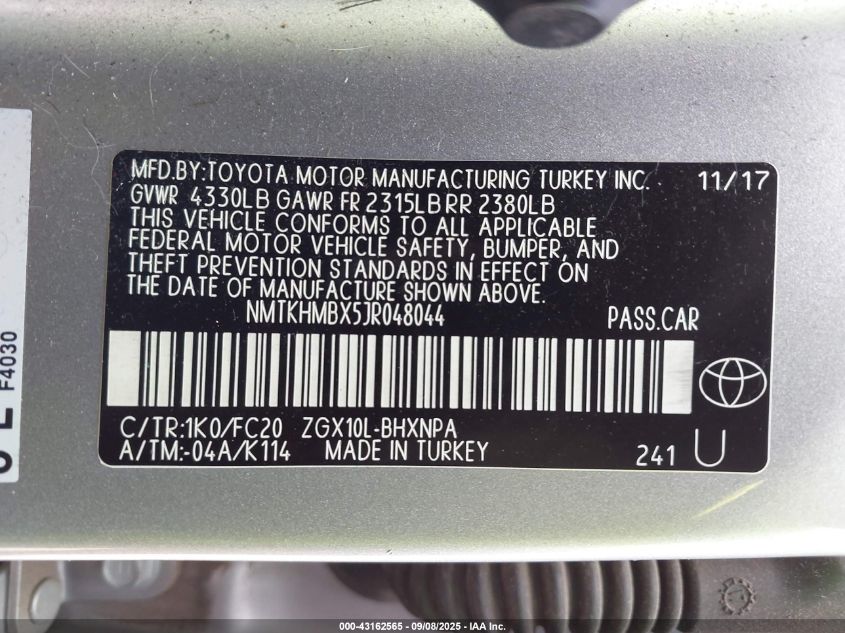 MFD.BY:TOYOTA MOTOR MANUFACTURING TURKEY INC. 11/17
GVWR 4330LB GAWR FR 2315LB RR 2380LB
THIS VEHICLE CONFORMS TO ALL APPLICABLE
FEDERAL MOTOR VEHICLE SAFETY, BUMPER, AND
THEFT PREVENTION STANDARDS IN EFFECT ON
THE DATE OF MANUFACTURE SHOWN ABOVE.
NMTKHMBX5JR048044 PASS.CAR
C/TR:1K0/FC20 ZGX10L-BHXNPA
A/TM:-04A/K114 MADE IN TURKEY 241 U
F4030
000-43162565 - 09/08/2025 - IAA Inc.